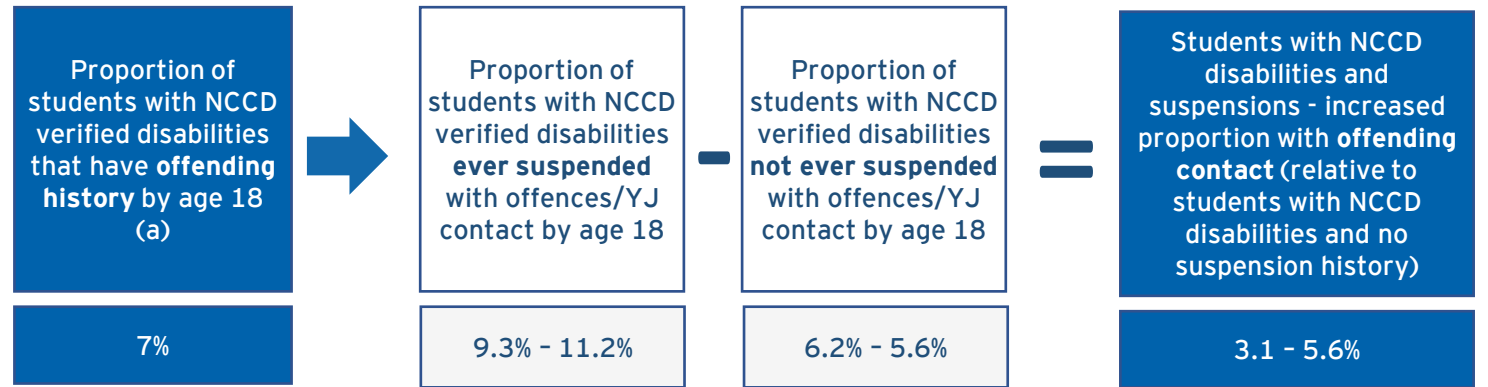 Proportion of
students with NCCD
verified disabilities
that have offending
history by age 18
(a)
7%
Proportion of
students with NCCD
verified disabilities
ever suspended
with offences/YJ
contact by age 18
9.3% – 11.2%
-
Proportion of
students with NCCD
verified disabilities
not ever suspended
with offences/YJ
contact by age 18
6.2% – 5.6%
=
Students with NCCD
disabilities and
suspensions - increased
proportion with offending
contact (relative to
students with NCCD
disabilities and no
suspension history)
3.1 – 5.6%